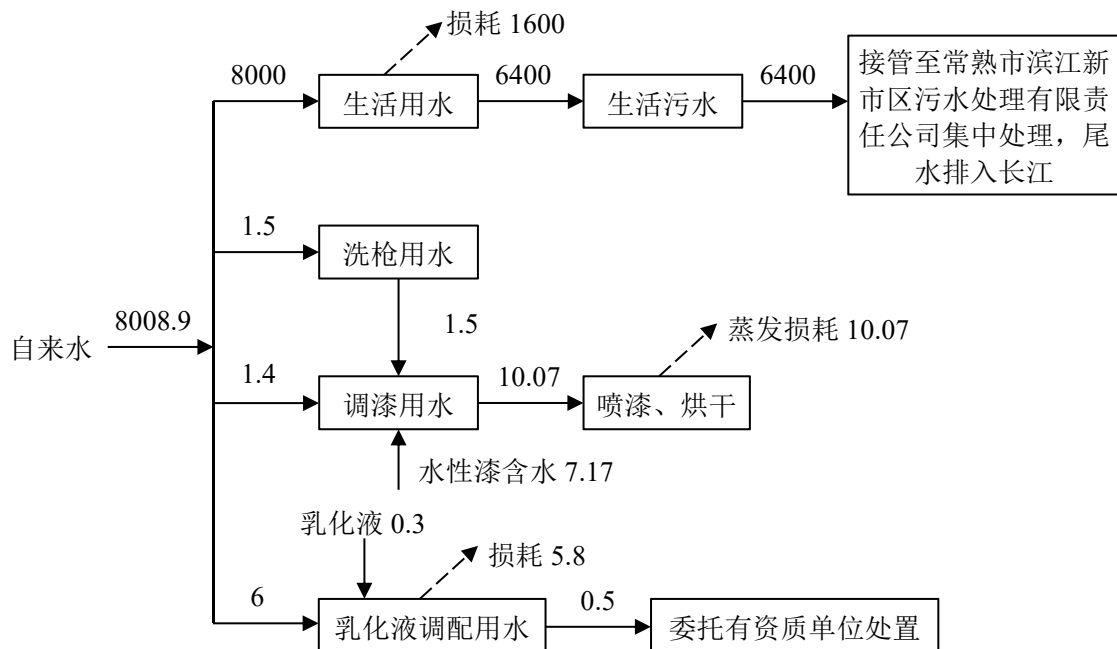 损耗 1600
8000
生活用水
6400
生活污水
6400
接管至常熟市滨江新
市区污水处理有限责
任公司集中处理，尾
水排入长江
1.5
洗枪用水
1.5
自来水
8008.9
蒸发损耗 10.07
1.4
调漆用水
10.07
喷漆、烘干
水性漆含水 7.17
乳化液 0.3
损耗 5.8
6
乳化液调配用水
0.5
委托有资质单位处置